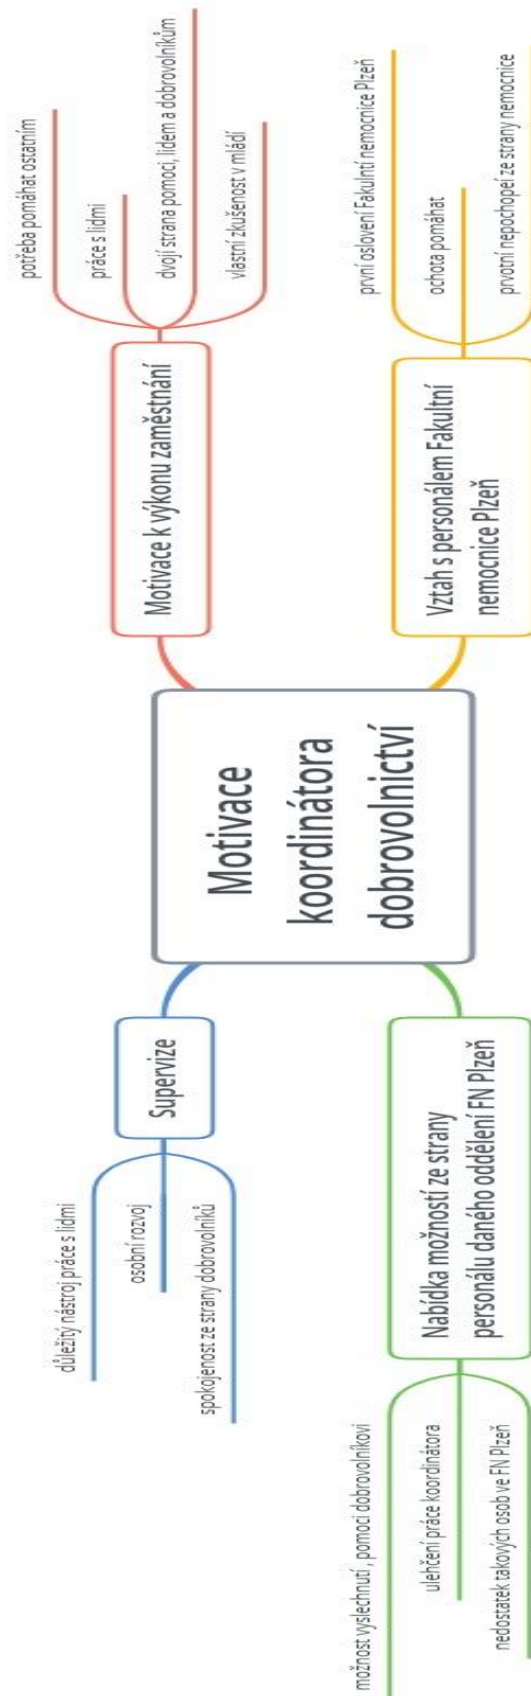 Motivace
koordinátora
dobrovolnictví
Supervize
důležitý nástroj práce s lidmi
osobní rozvoj
spokojenost ze strany dobrovolníků
Motivace k výkonu zaměstnání
potřeba pomáhat ostatním
práce s lidmi
dvojí strana pomoci, lidem a dobrovolníkům
vlastní zkušenost v mládí
Nabídka možností ze strany
personálu daného oddělení FN Plzeň
možnost vyslechnutí , pomoci dobrovolníkovi
ulehčení práce koordinátora
nedostatek takových osob ve FN Plzeň
Vztah s personálem Fakultní
nemocnice Plzeň
první oslovení Fakulntí nemocnice Plzeň
ochota pomáhat
prvotní nepochopeí ze strany nemocnice